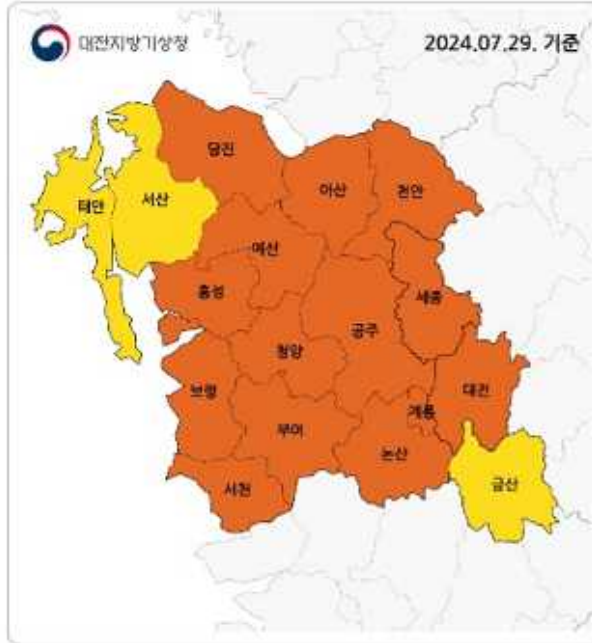 대전지방기상청
2024.07.29. 기준
당진
아산
천안
태안
서산
예산
세종
홍성
공주
청양
보령
대전
계룡
부여
논산
금산
서천